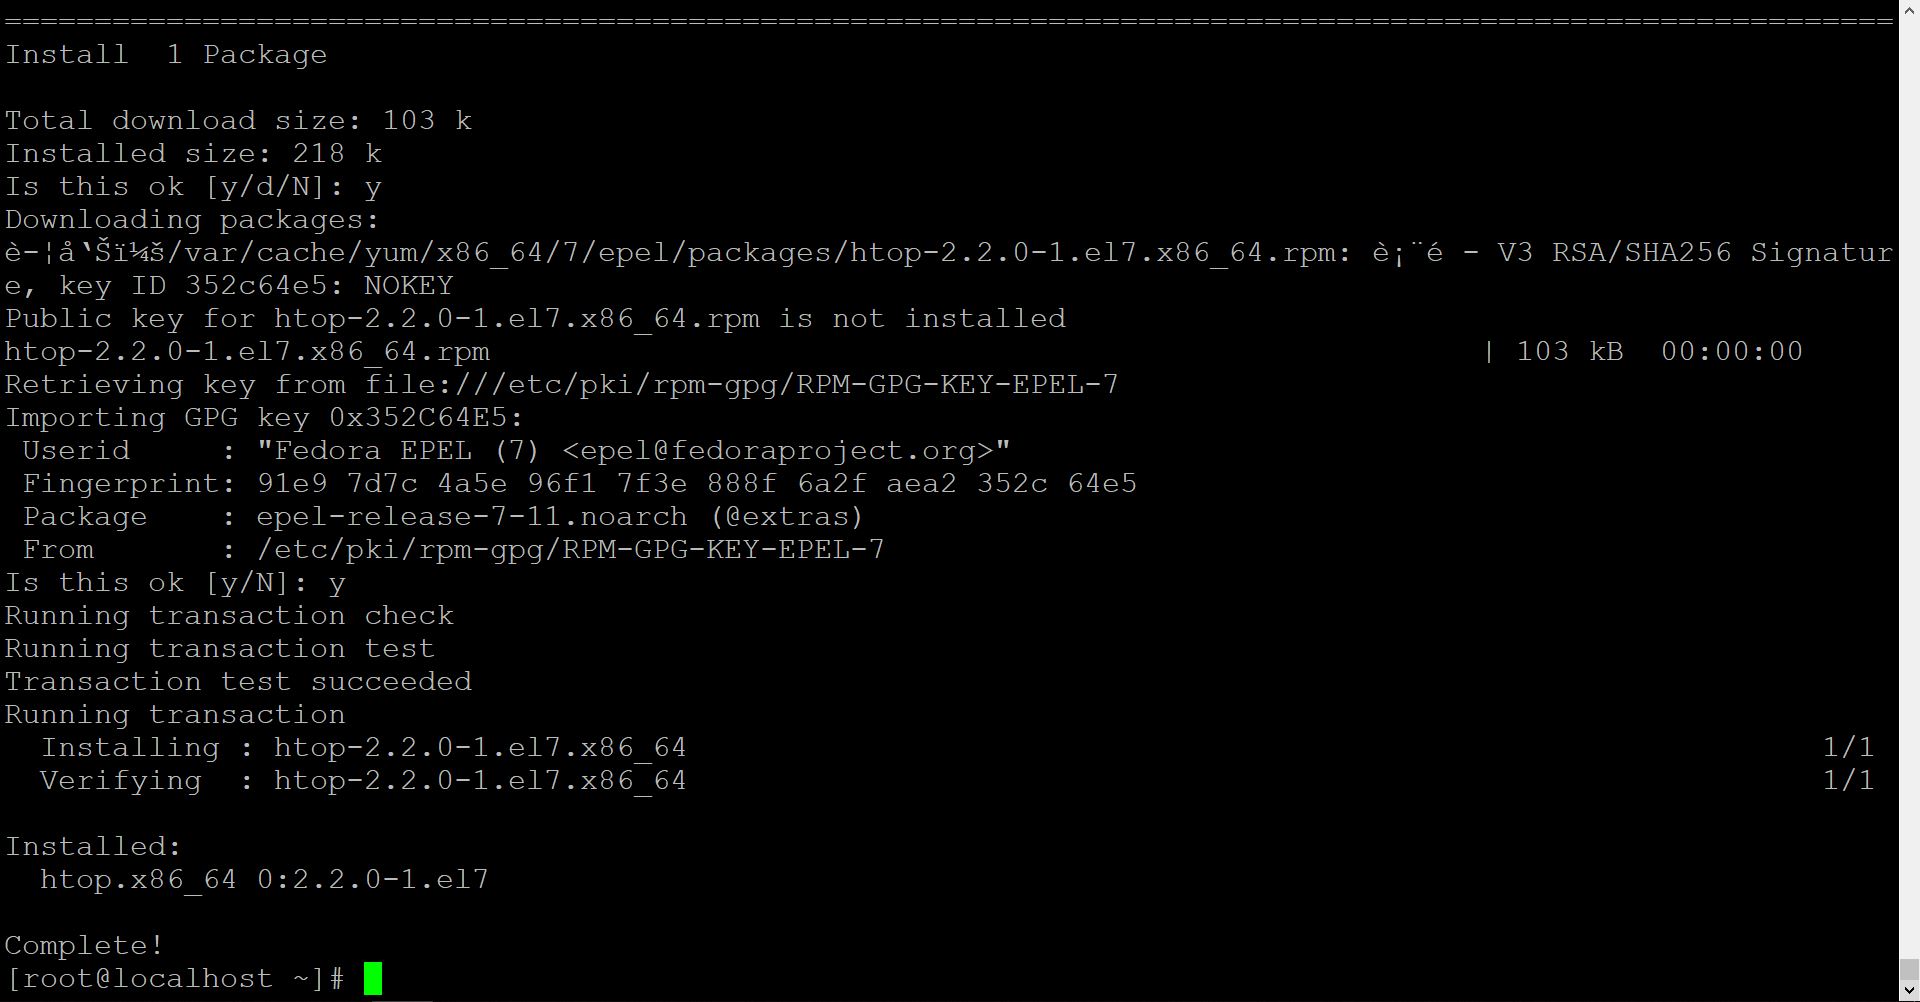 =========================================================================================================
Install  1 Package
Total download size: 103 k
Installed size: 218 k
Is this ok [y/d/N]: y
Downloading packages:
è­¦å‘Šï¼š/var/cache/yum/x86_64/7/epel/packages/htop-2.2.0-1.el7.x86_64.rpm: è¡¨é - V3 RSA/SHA256 Signatur
e, key ID 352c64e5: NOKEY
Public key for htop-2.2.0-1.el7.x86_64.rpm is not installed
htop-2.2.0-1.el7.x86_64.rpm | 103 kB  00:00:00
Retrieving key from file:///etc/pki/rpm-gpg/RPM-GPG-KEY-EPEL-7
Importing GPG key 0x352C64E5:
 Userid     : "Fedora EPEL (7) <epel@fedoraproject.org>"
 Fingerprint: 91e9 7d7c 4a5e 96f1 7f3e 888f 6a2f aea2 352c 64e5
 Package    : epel-release-7-11.noarch (@extras)
 From       : /etc/pki/rpm-gpg/RPM-GPG-KEY-EPEL-7
Is this ok [y/N]: y
Running transaction check
Running transaction test
Transaction test succeeded
Running transaction
  Installing : htop-2.2.0-1.el7.x86_64 1/1
  Verifying  : htop-2.2.0-1.el7.x86_64 1/1
Installed:
  htop.x86_64 0:2.2.0-1.el7
Complete!
[root@localhost ~]#